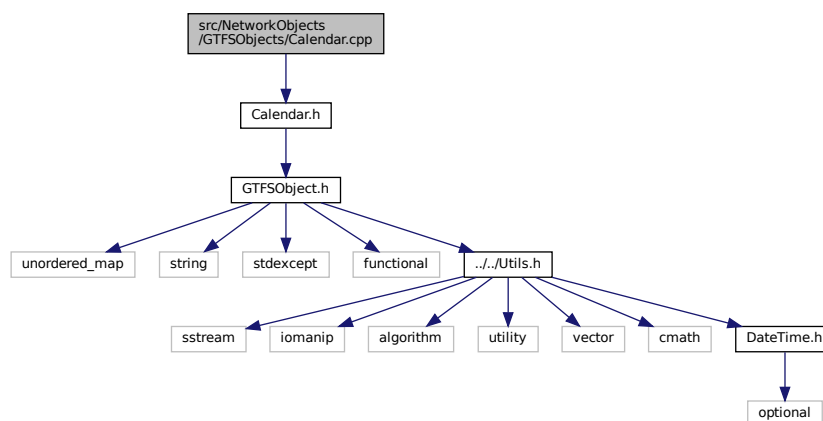 src/NetworkObjects
/GTFSObjects/Calendar.cpp
Calendar.h
GTFSObject.h
unordered_map
string
stdexcept
functional
../../Utils.h
sstream
iomanip
algorithm
utility
vector
cmath
DateTime.h
optional